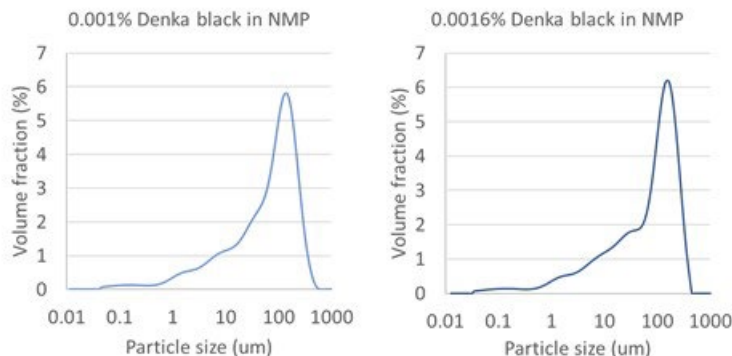 0.001% Denka black in NMP
7
6
5
4
3
2
1
0
Volume fraction (%)
0.01 0.1 1 10 100 1000
Particle size (um)
0.0016% Denka black in NMP
7
6
5
4
3
2
1
0
Volume fraction (%)
0.01 0.1 1 10 100 1000
Particle size (um)